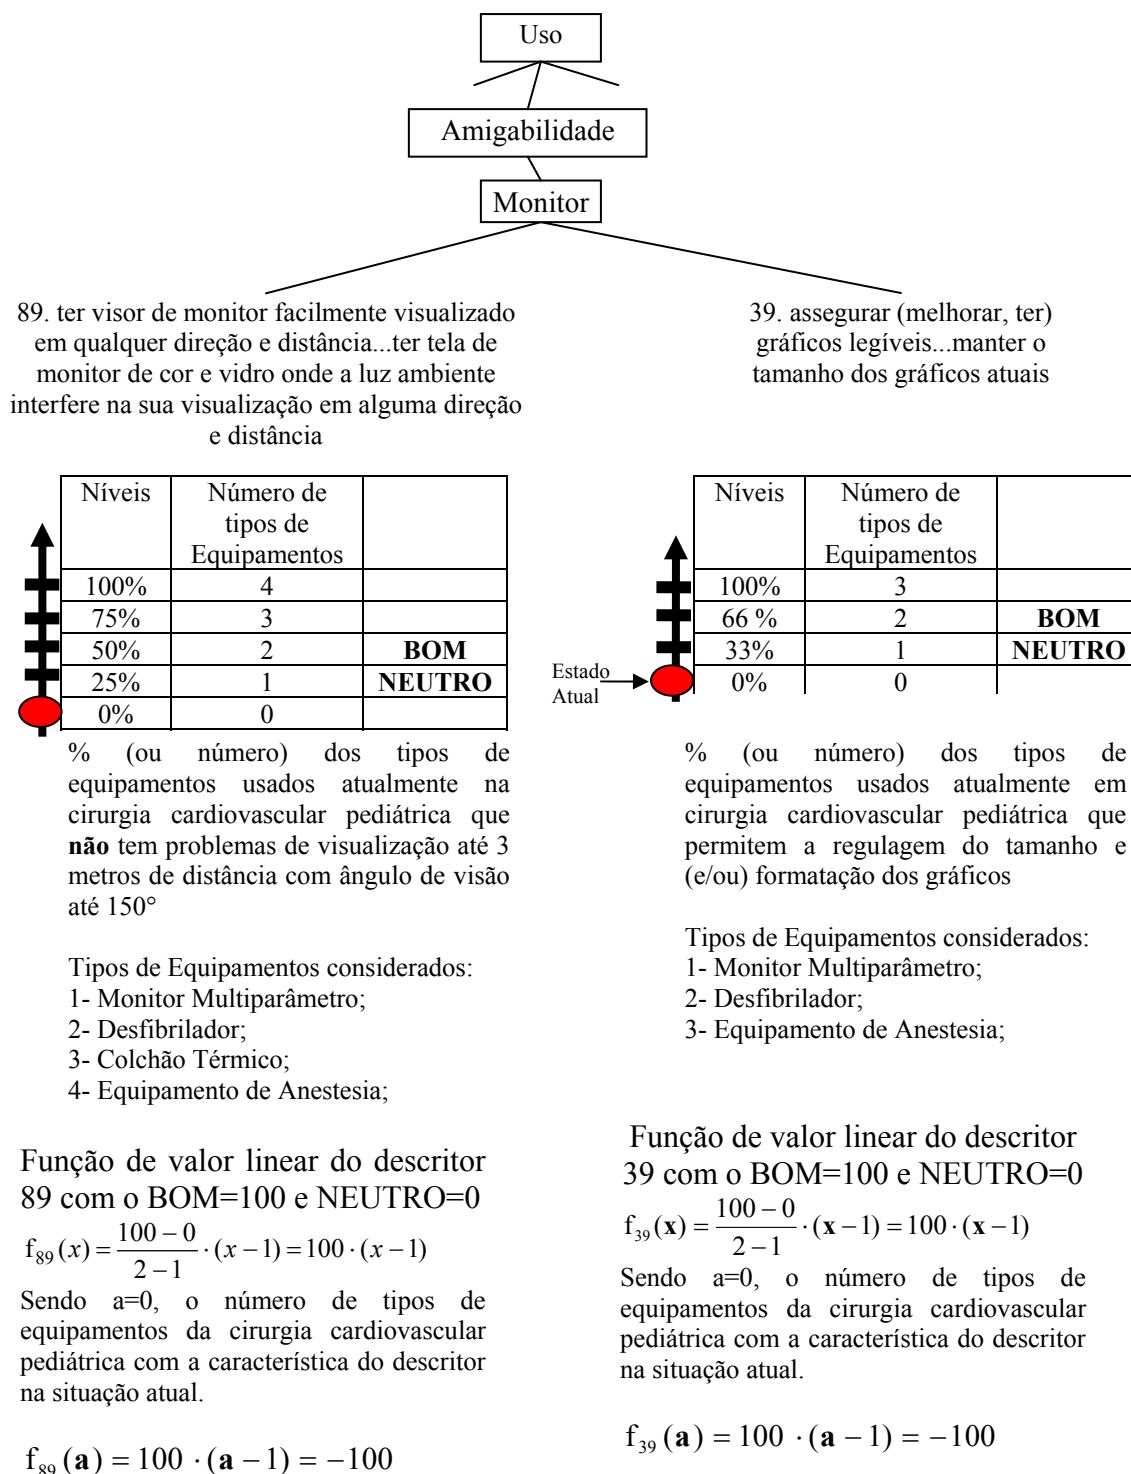 Uso
Amigabilidade
Monitor
89. ter visor de monitor facilmente visualizado
em qualquer direção e distância...ter tela de
monitor de cor e vidro onde a luz ambiente
interfere na sua visualização em alguma direção
e distância
39. assegurar (melhorar, ter)
gráficos legíveis...manter o
tamanho dos gráficos atuais
Níveis Número de
tipos de
Equipamentos
100% 4
75% 3
50% 2 BOM
25% 1 NEUTRO
0% 0
% (ou número) dos tipos de
equipamentos usados atualmente na
cirurgia cardiovascular pediátrica que
não tem problemas de visualização até 3
metros de distância com ângulo de visão
até 150°
Tipos de Equipamentos considerados:
1- Monitor Multiparâmetro;
2- Desfibrilador;
3- Colchão Térmico;
4- Equipamento de Anestesia;
Função de valor linear do descritor
89 com o BOM=100 e NEUTRO=0
f₈₉(x) = (100 − 0)/(2 − 1) · (x − 1) = 100 · (x − 1)
Sendo a=0, o número de tipos de
equipamentos da cirurgia cardiovascular
pediátrica com a característica do descritor
na situação atual.
f₈₉(a) = 100 · (a − 1) = −100
Níveis Número de
tipos de
Equipamentos
100% 3
66 % 2 BOM
33% 1 NEUTRO
0% 0
Estado
Atual
% (ou número) dos tipos de
equipamentos usados atualmente em
cirurgia cardiovascular pediátrica que
permitem a regulagem do tamanho e
(e/ou) formatação dos gráficos
Tipos de Equipamentos considerados:
1- Monitor Multiparâmetro;
2- Desfibrilador;
3- Equipamento de Anestesia;
Função de valor linear do descritor
39 com o BOM=100 e NEUTRO=0
f₃₉(x) = (100 − 0)/(2 − 1) · (x − 1) = 100 · (x − 1)
Sendo a=0, o número de tipos de
equipamentos da cirurgia cardiovascular
pediátrica com a característica do descritor
na situação atual.
f₃₉(a) = 100 · (a − 1) = −100